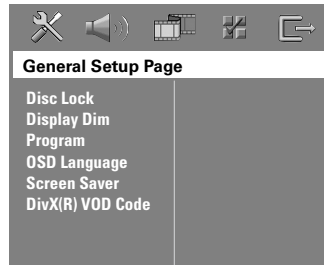 General Setup Page
Disc Lock
Display Dim
Program
OSD Language
Screen Saver
DivX(R) VOD Code